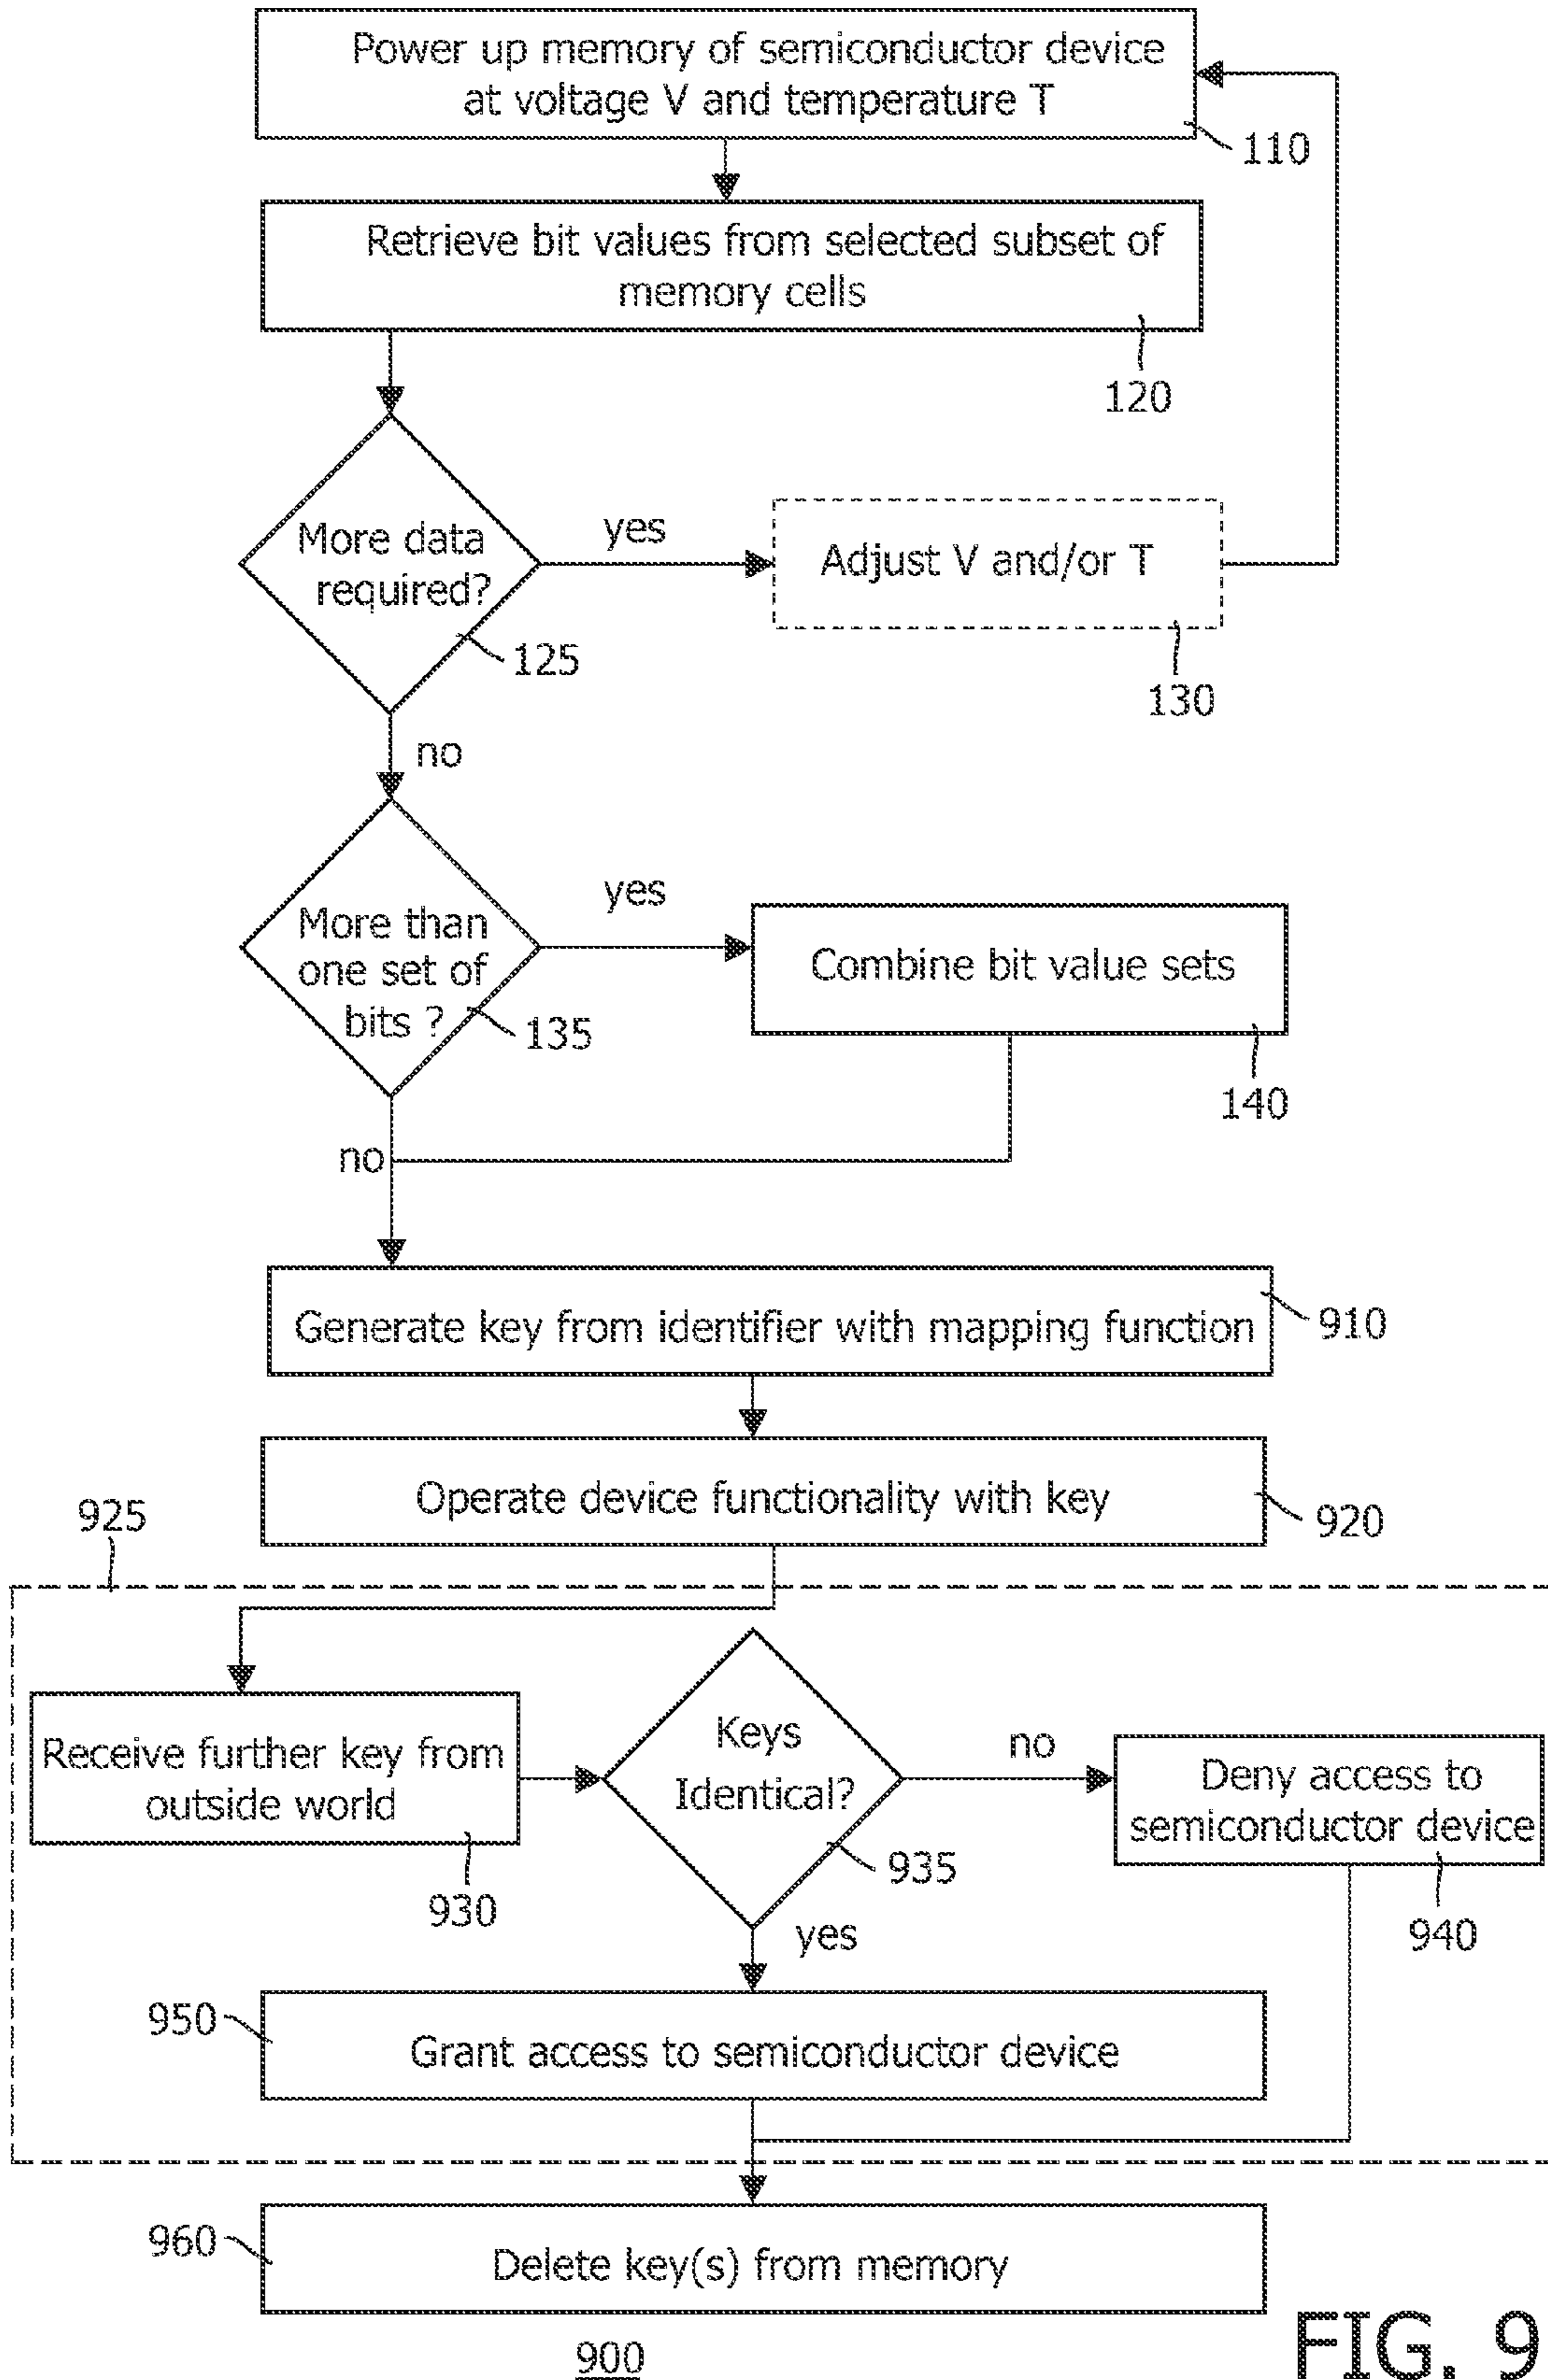 Power up memory of semiconductor device
at voltage V and temperature T
110
Retrieve bit values from selected subset of
memory cells
120
More data
required?
125
yes
Adjust V and/or T
130
no
More than
one set of
bits ?
135
yes
Combine bit value sets
140
no
Generate key from identifier with mapping function
910
Operate device functionality with key
920
925
Receive further key from
outside world
930
Keys
Identical?
935
no
Deny access to
semiconductor device
940
yes
950
Grant access to semiconductor device
960
Delete key(s) from memory
900
FIG. 9